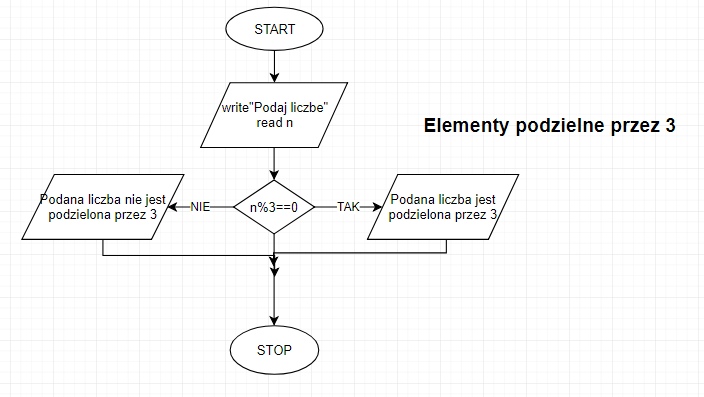 START
write"Podaj liczbe"
read n
Elementy podzielne przez 3
Podana liczba nie jest
podzielona przez 3
NIE
n%3==0
TAK
Podana liczba jest
podzielona przez 3
STOP